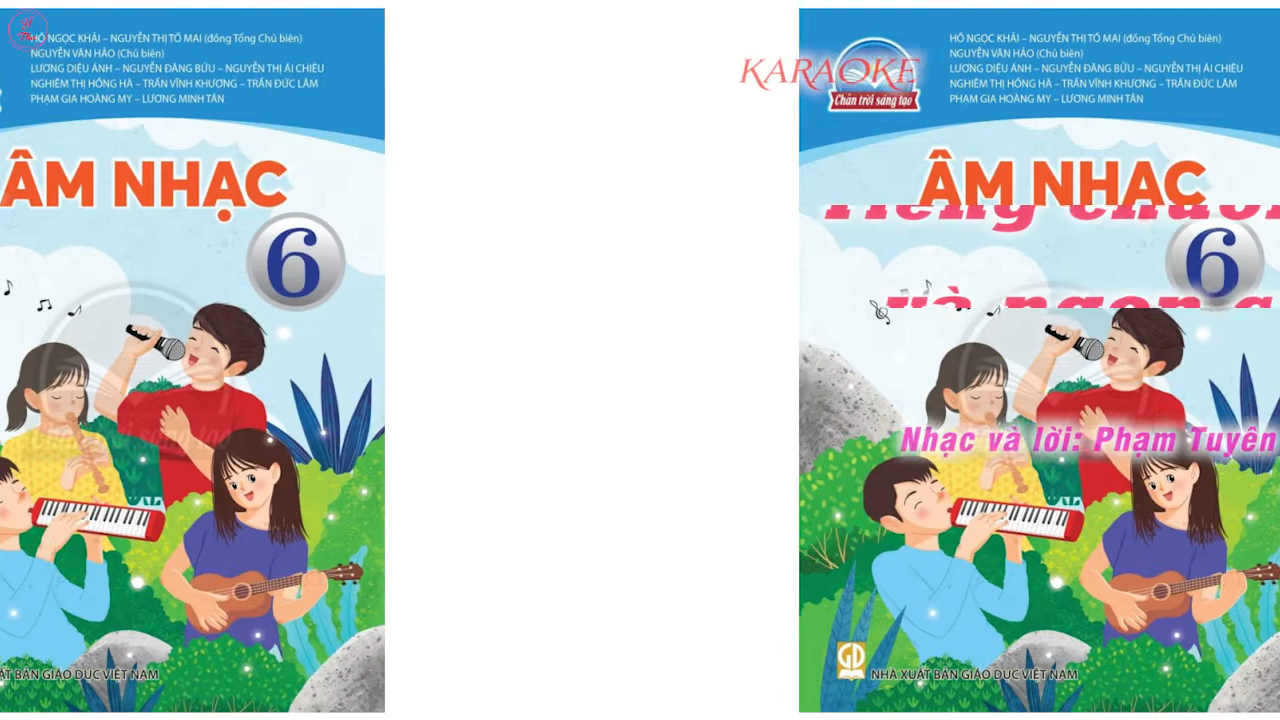 HỒ NGỌC KHẢI – NGUYỄN THỊ TỐ MAI (đồng Tổng Chủ biên)
NGUYỄN VĂN HẢO (Chủ biên)
LƯƠNG DIỆU ÁNH – NGUYỄN ĐĂNG BỬU – NGUYỄN THỊ ÁI CHIÊU
NGHIÊM THỊ HỒNG HÀ – TRẦN VĨNH KHƯƠNG – TRẦN ĐỨC LÂM
PHẠM GIA HOÀNG MY – LƯƠNG MINH TÂN
ÂM NHẠC
6
ẤT BẢN GIÁO DỤC VIỆT NAM
KARAOKE
Chân trời sáng tạo
HỒ NGỌC KHẢI – NGUYỄN THỊ TỐ MAI (đồng Tổng Chủ biên)
NGUYỄN VĂN HẢO (Chủ biên)
LƯƠNG DIỆU ÁNH – NGUYỄN ĐĂNG BỬU – NGUYỄN THỊ ÁI CHIÊU
NGHIÊM THỊ HỒNG HÀ – TRẦN VĨNH KHƯƠNG – TRẦN ĐỨC LÂM
PHẠM GIA HOÀNG MY – LƯƠNG MINH TÂN
ÂM NHẠC
6
Nhạc và lời: Phạm Tuyên
NHÀ XUẤT BẢN GIÁO DỤC VIỆT NAM